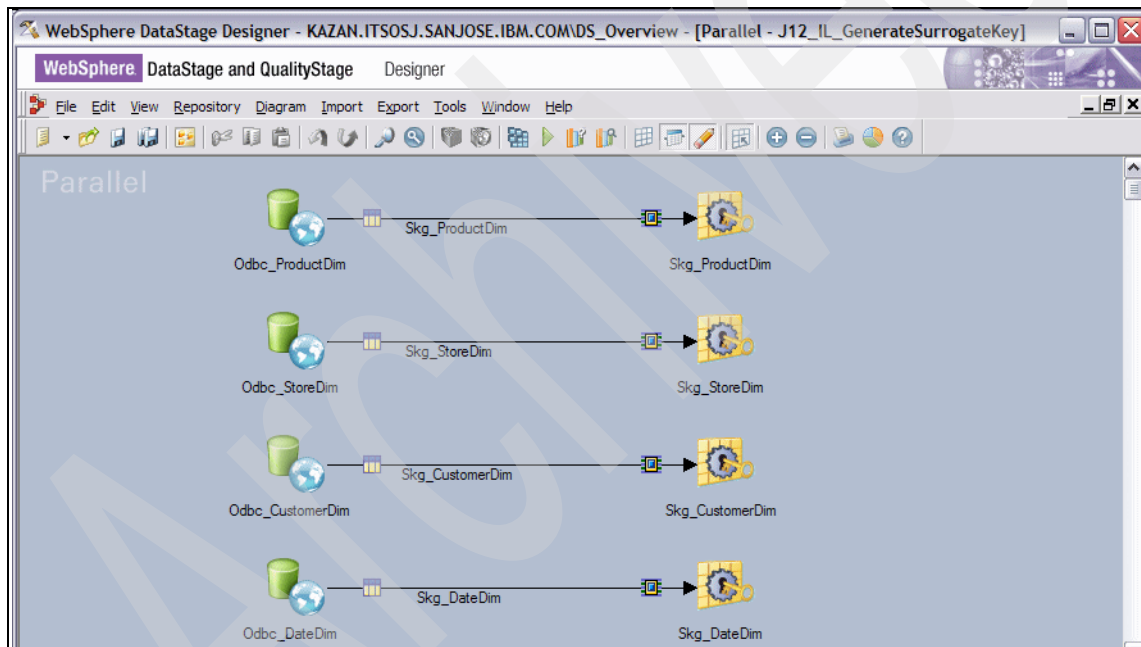 WebSphere DataStage Designer - KAZAN.ITSOSJ.SANJOSE.IBM.COM\DS_Overview - [Parallel - J12_IL_GenerateSurrogateKey]
WebSphere. DataStage and QualityStage Designer
File Edit View Repository Diagram Import Export Tools Window Help
Parallel
Skg_ProductDim
Odbc_ProductDim Skg_ProductDim
Skg_StoreDim
Odbc_StoreDim Skg_StoreDim
Skg_CustomerDim
Odbc_CustomerDim Skg_CustomerDim
Skg_DateDim
Odbc_DateDim Skg_DateDim